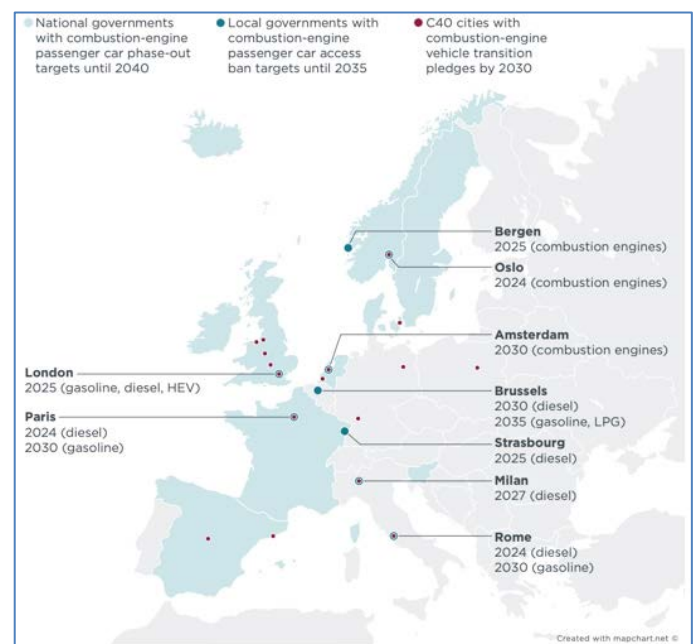 National governments
with combustion-engine
passenger car phase-out
targets until 2040
Local governments with
combustion-engine
passenger car access
ban targets until 2035
C40 cities with
combustion-engine
vehicle transition
pledges by 2030
Bergen
2025 (combustion engines)
Oslo
2024 (combustion engines)
Amsterdam
2030 (combustion engines)
London
2025 (gasoline, diesel, HEV)
Brussels
2030 (diesel)
2035 (gasoline, LPG)
Paris
2024 (diesel)
2030 (gasoline)
Strasbourg
2025 (diesel)
Milan
2027 (diesel)
Rome
2024 (diesel)
2030 (gasoline)
Created with mapchart.net ©